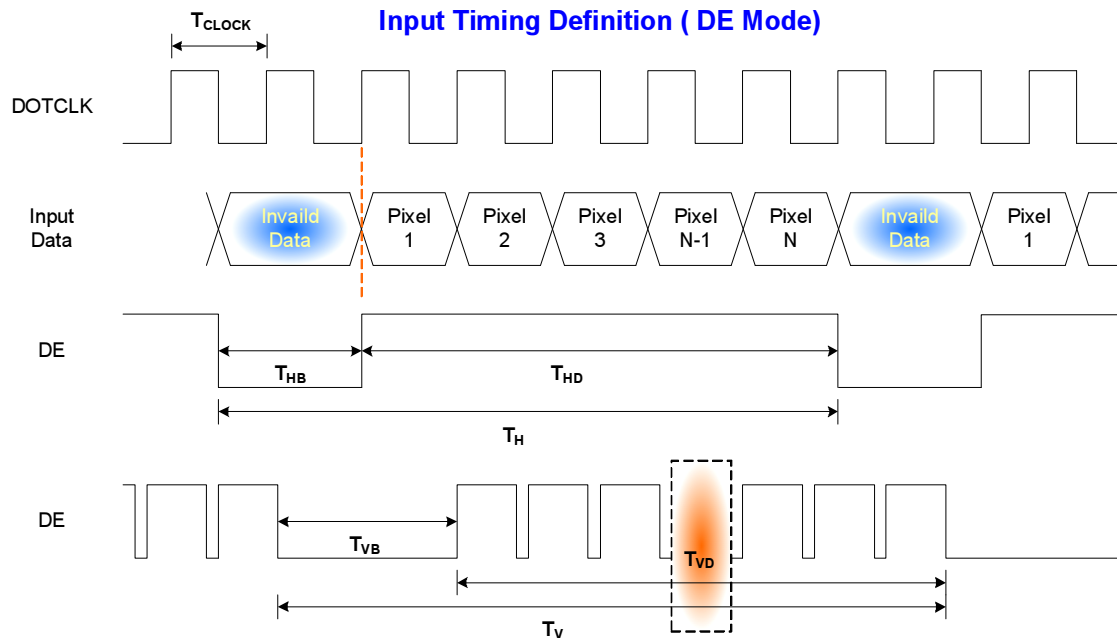 Input Timing Definition ( DE Mode)
TCLOCK
DOTCLK
Input
Data
Invaild
Data
Pixel
1
Pixel
2
Pixel
3
Pixel
N-1
Pixel
N
Invaild
Data
Pixel
1
DE
THB
THD
TH
DE
TVB
TVD
TV